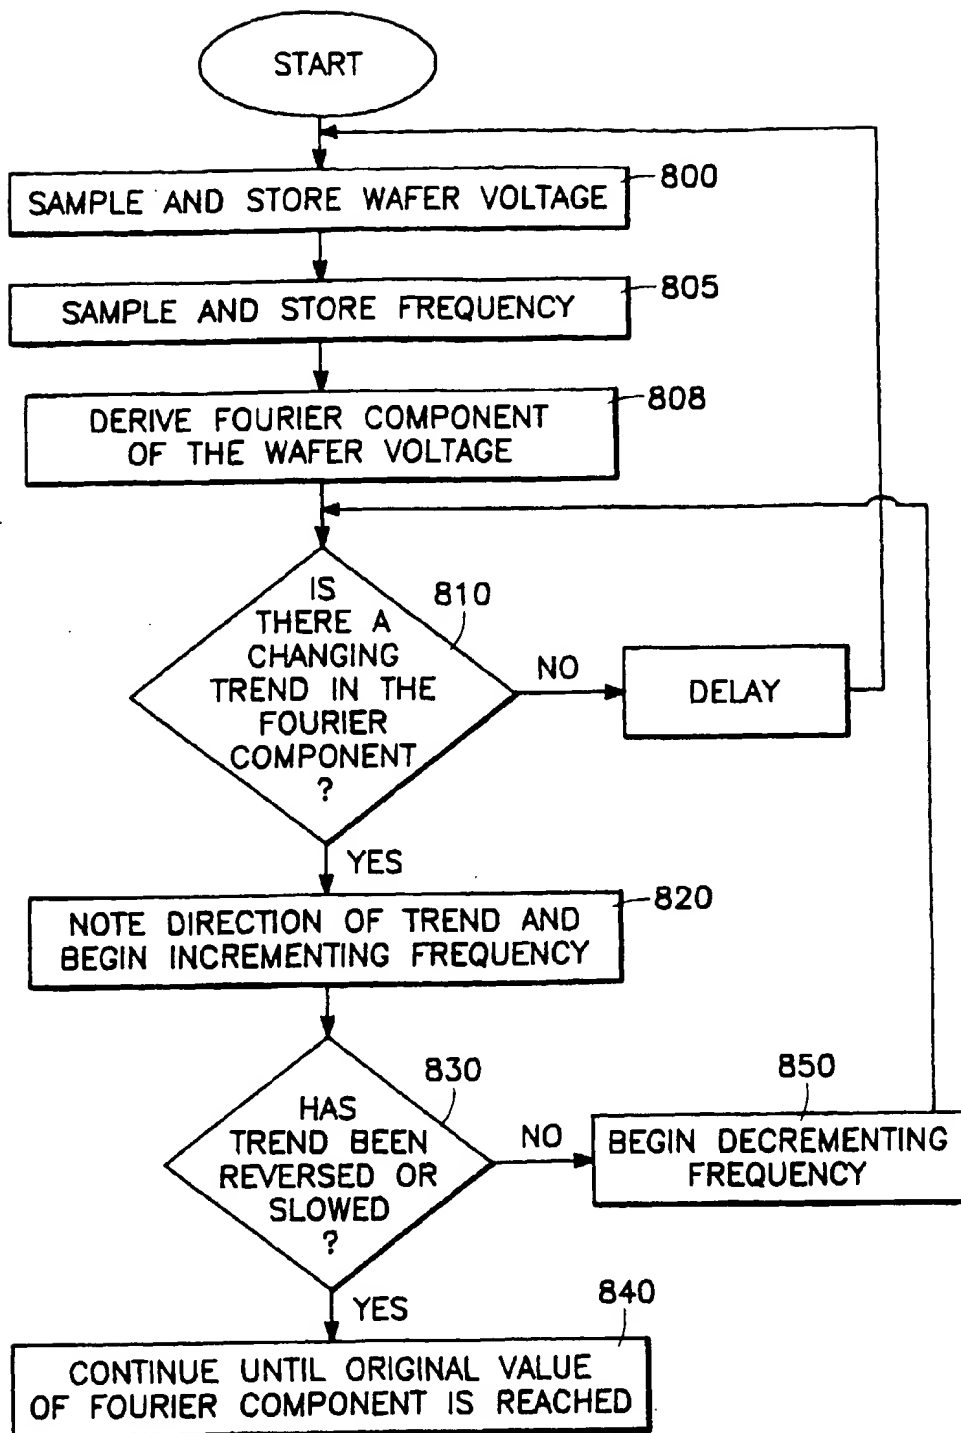 START
SAMPLE AND STORE WAFER VOLTAGE
800
SAMPLE AND STORE FREQUENCY
805
DERIVE FOURIER COMPONENT
OF THE WAFER VOLTAGE
808
IS
THERE A
CHANGING
TREND IN THE
FOURIER
COMPONENT
?
810
NO
DELAY
YES
NOTE DIRECTION OF TREND AND
BEGIN INCREMENTING FREQUENCY
820
HAS
TREND BEEN
REVERSED OR
SLOWED
?
830
NO
850
BEGIN DECREMENTING
FREQUENCY
YES
840
CONTINUE UNTIL ORIGINAL VALUE
OF FOURIER COMPONENT IS REACHED